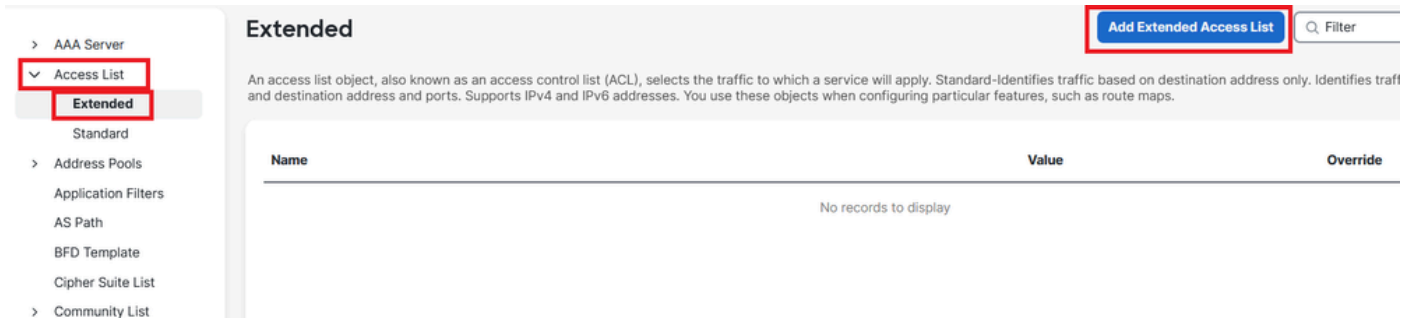 AAA Server
Access List
Extended
Standard
Address Pools
Application Filters
AS Path
BFD Template
Cipher Suite List
Community List
Extended
Add Extended Access List
Filter
An access list object, also known as an access control list (ACL), selects the traffic to which a service will apply. Standard-Identifies traffic based on destination address only. Identifies
and destination address and ports. Supports IPv4 and IPv6 addresses. You use these objects when configuring particular features, such as route maps.
Name Value Override
No records to display